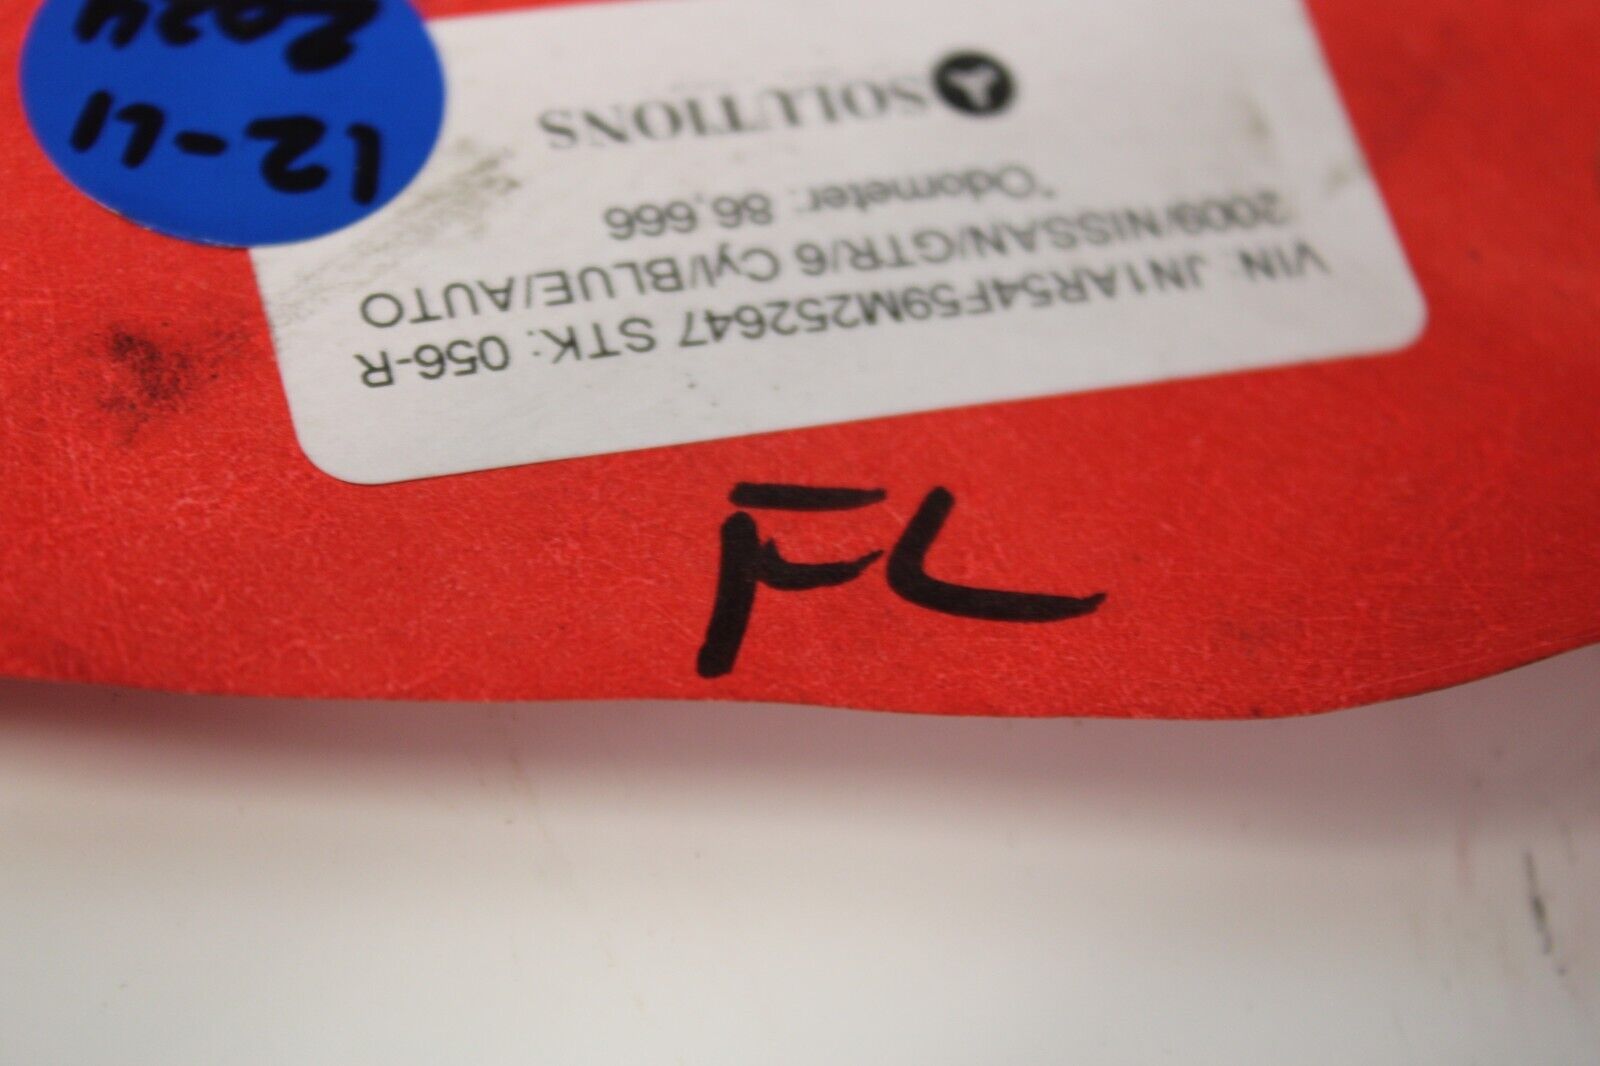 VIN: JN1AR54F59M252647 STK: 056-R
2009/NISSAN/GTR/6 Cyl/BLUE/AUTO
*Odometer: 86,666
SOLUTIONS
12-11
2024
FL